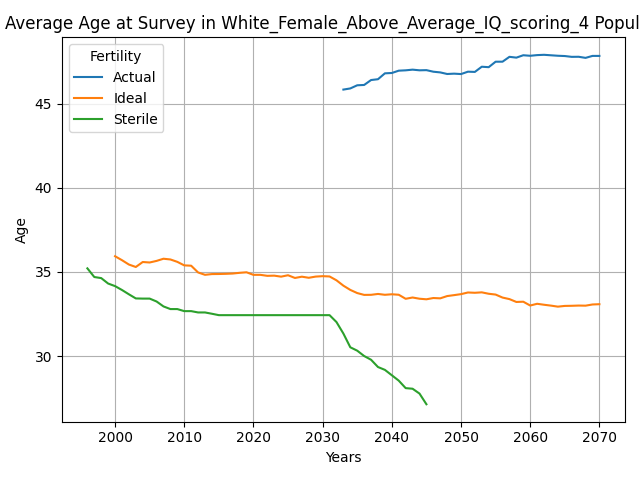 Average Age at Survey in White_Female_Above_Average_IQ_scoring_4 Popul
Fertility
Actual
Ideal
Sterile
45
40
35
30
Age
2000 2010 2020 2030 2040 2050 2060 2070
Years